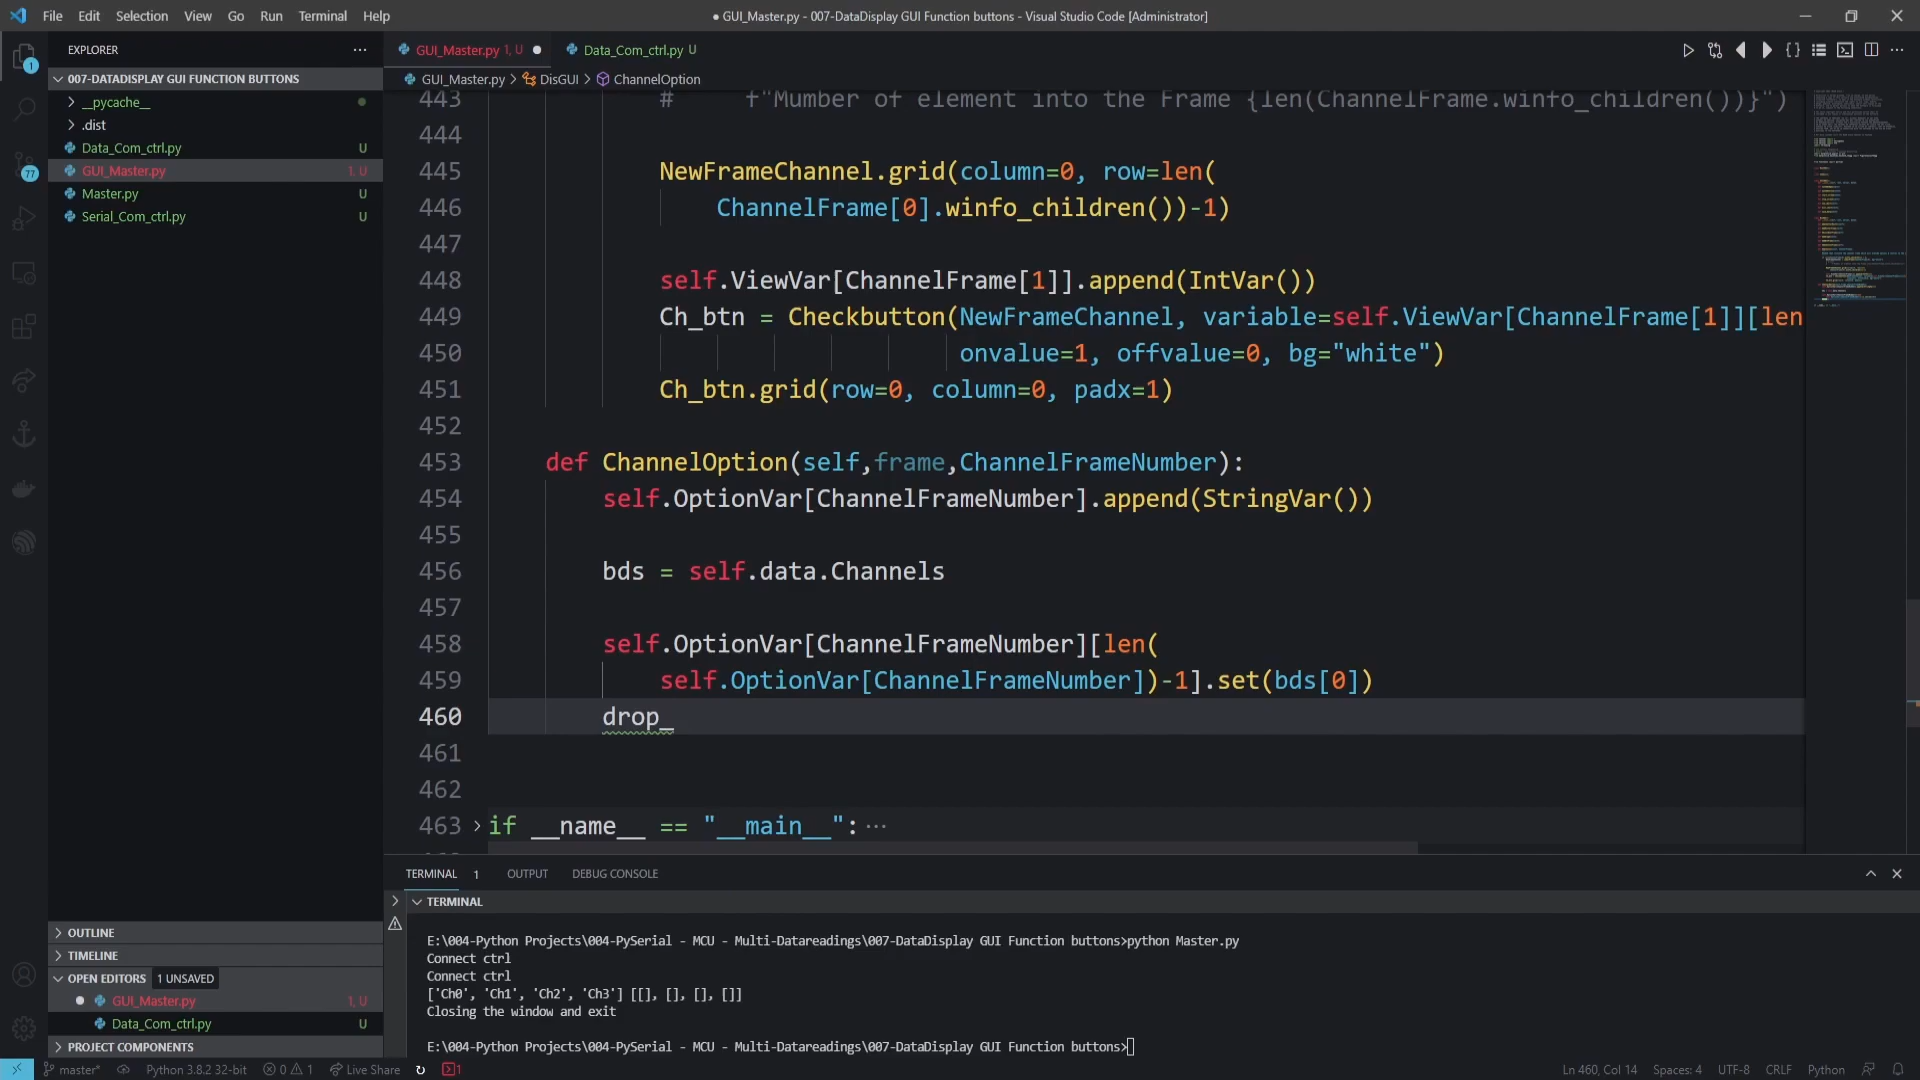 File Edit Selection View Go Run Terminal Help
● GUI_Master.py - 007-DataDisplay GUI Function buttons - Visual Studio Code [Administrator]
EXPLORER
GUI_Master.py 1, U
Data_Com_ctrl.py U
007-DATADISPLAY GUI FUNCTION BUTTONS
GUI_Master.py > DisGUI > ChannelOption
__pycache__
.dist
Data_Com_ctrl.py U
GUI_Master.py 1, U
Master.py U
Serial_Com_ctrl.py U
1
77
443 # f"Mumber of element into the Frame {len(ChannelFrame.winfo_children())}")
444
445 NewFrameChannel.grid(column=0, row=len(
446 ChannelFrame[0].winfo_children())-1)
447
448 self.ViewVar[ChannelFrame[1]].append(IntVar())
449 Ch_btn = Checkbutton(NewFrameChannel, variable=self.ViewVar[ChannelFrame[1]][len
450 onvalue=1, offvalue=0, bg="white")
451 Ch_btn.grid(row=0, column=0, padx=1)
452
453 def ChannelOption(self,frame,ChannelFrameNumber):
454 self.OptionVar[ChannelFrameNumber].append(StringVar())
455
456 bds = self.data.Channels
457
458 self.OptionVar[ChannelFrameNumber][len(
459 self.OptionVar[ChannelFrameNumber])-1].set(bds[0])
460 drop_
461
462
463 if __name__ == "__main__": ···
TERMINAL 1 OUTPUT DEBUG CONSOLE
TERMINAL
E:\004-Python Projects\004-PySerial - MCU - Multi-Datareadings\007-DataDisplay GUI Function buttons>python Master.py
Connect ctrl
Connect ctrl
['Ch0', 'Ch1', 'Ch2', 'Ch3'] [[], [], [], []]
Closing the window and exit
E:\004-Python Projects\004-PySerial - MCU - Multi-Datareadings\007-DataDisplay GUI Function buttons>
OUTLINE
TIMELINE
OPEN EDITORS 1 UNSAVED
GUI_Master.py 1, U
Data_Com_ctrl.py U
PROJECT COMPONENTS
master* Python 3.8.2 32-bit 0 1 Live Share 1 Ln 460, Col 14 Spaces: 4 UTF-8 CRLF Python